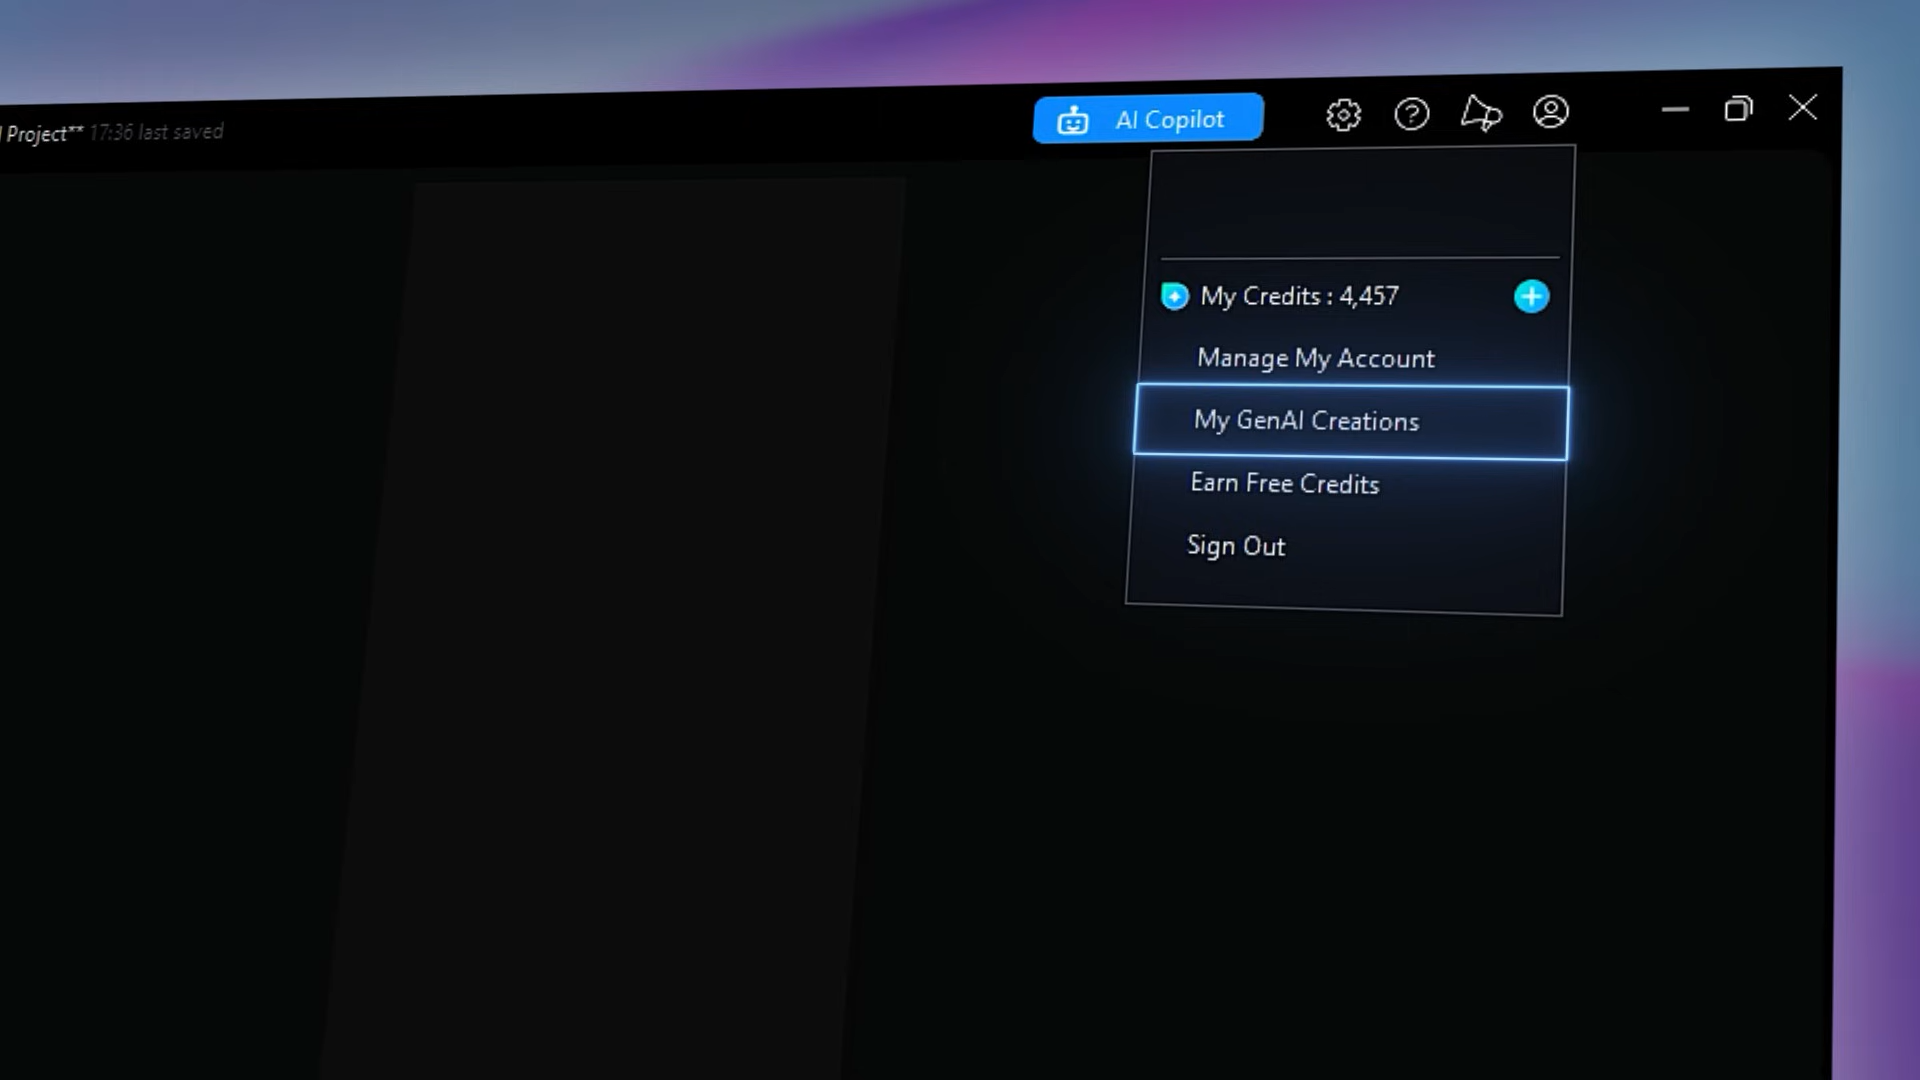 Project** 17:36 last saved
AI Copilot
My Credits : 4,457
Manage My Account
My GenAI Creations
Earn Free Credits
Sign Out